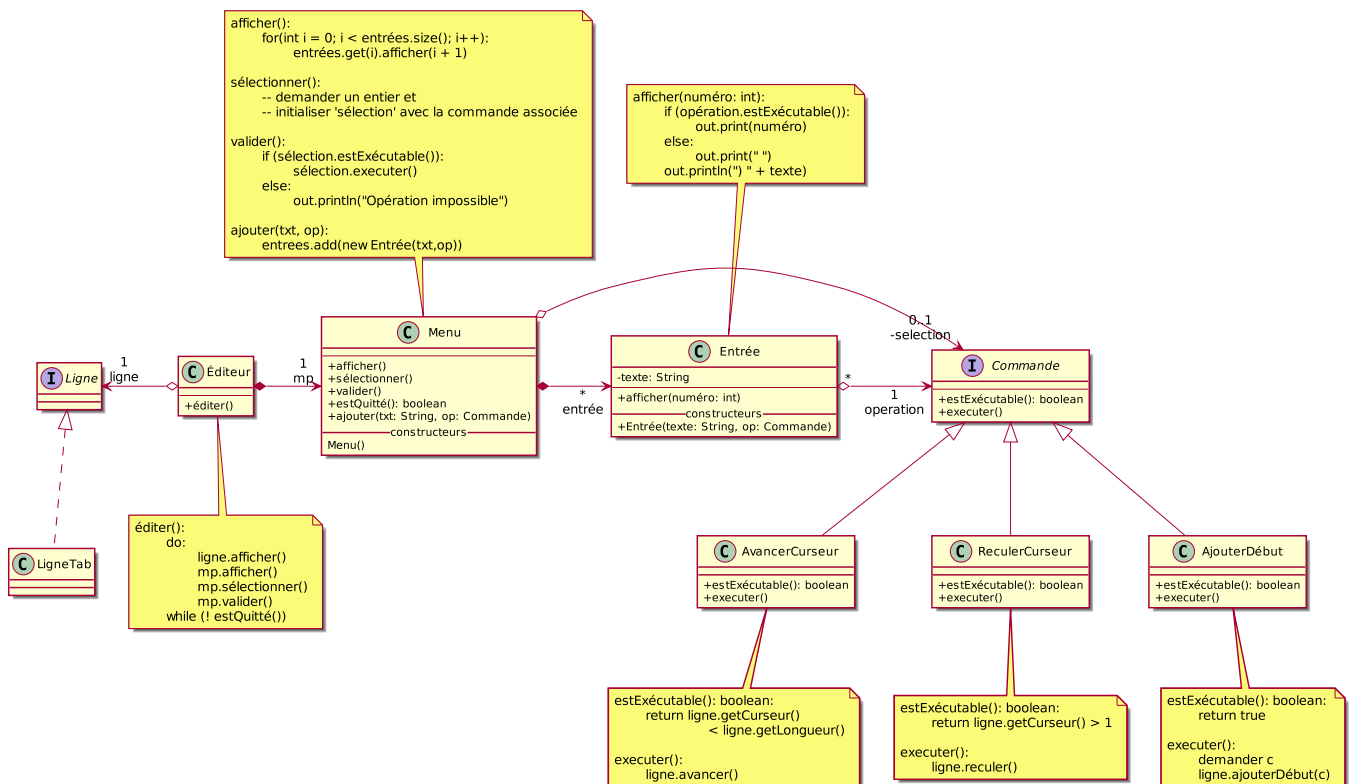 afficher():
for(int i = 0; i < entrées.size(); i++):
entrées.get(i).afficher(i + 1)
sélectionner():
-- demander un entier et
-- initialiser 'sélection' avec la commande associée
valider():
if (sélection.estExécutable()):
sélection.executer()
else:
out.println("Opération impossible")
ajouter(txt, op):
entrees.add(new Entrée(txt,op))
afficher(numéro: int):
if (opération.estExécutable()):
out.print(numéro)
else:
out.print(" ")
out.println(") " + texte)
I Ligne
1
ligne
C Éditeur
+éditer()
1
mp
C Menu
+afficher()
+sélectionner()
+valider()
+estQuitté(): boolean
+ajouter(txt: String, op: Commande)
constructeurs
Menu()
*
entrée
C Entrée
-texte: String
+afficher(numéro: int)
constructeurs
+Entrée(texte: String, op: Commande)
0..1
-selection
*
1
operation
I Commande
+estExécutable(): boolean
+executer()
C LigneTab
éditer():
do:
ligne.afficher()
mp.afficher()
mp.sélectionner()
mp.valider()
while (! estQuitté())
C AvancerCurseur
+estExécutable(): boolean
+executer()
C ReculerCurseur
+estExécutable(): boolean
+executer()
C AjouterDébut
+estExécutable(): boolean
+executer()
estExécutable(): boolean:
return ligne.getCurseur()
< ligne.getLongueur()
executer():
ligne.avancer()
estExécutable(): boolean:
return ligne.getCurseur() > 1
executer():
ligne.reculer()
estExécutable(): boolean:
return true
executer():
demander c
ligne.ajouterDébut(c)